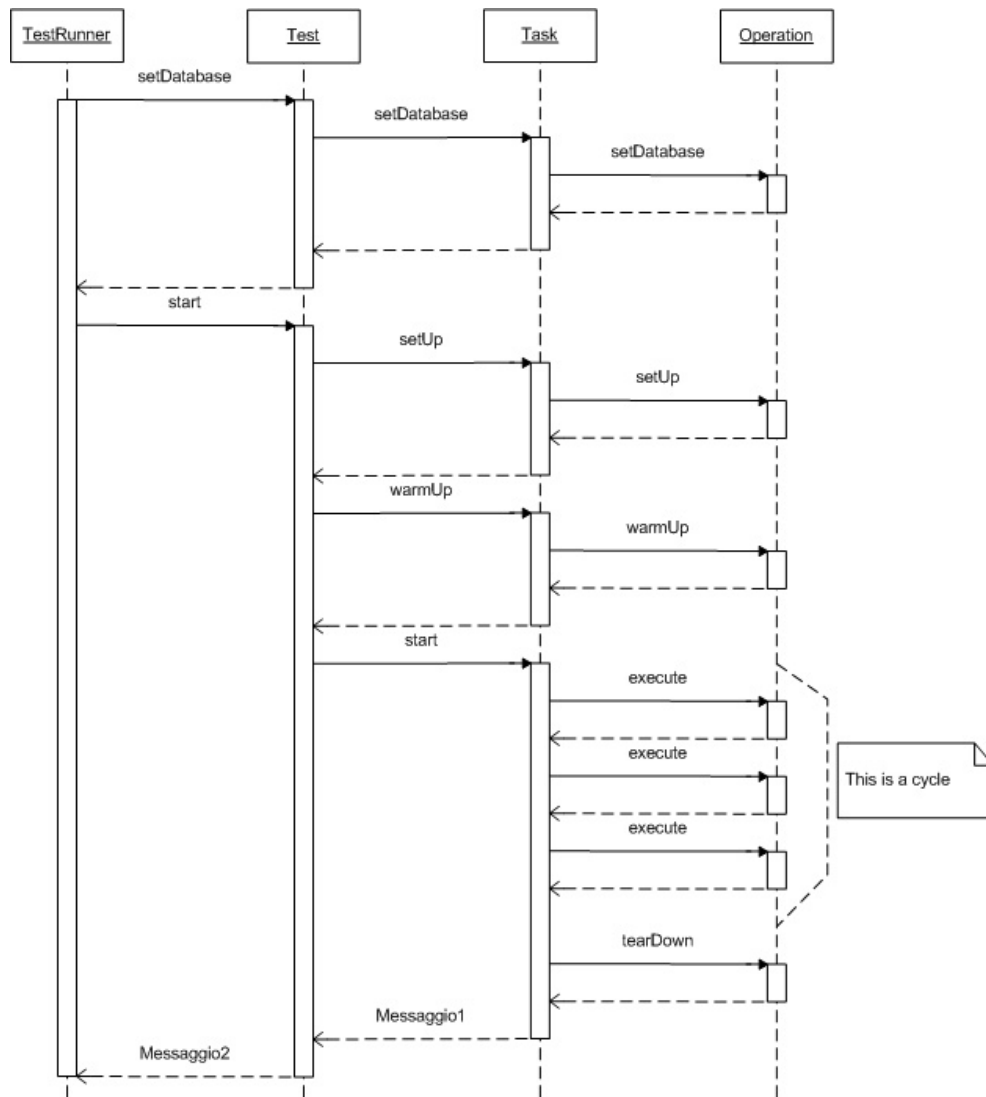 TestRunner
Test
Task
Operation
setDatabase
setDatabase
setDatabase
start
setUp
setUp
warmUp
warmUp
start
execute
execute
This is a cycle
execute
tearDown
Messaggio1
Messaggio2